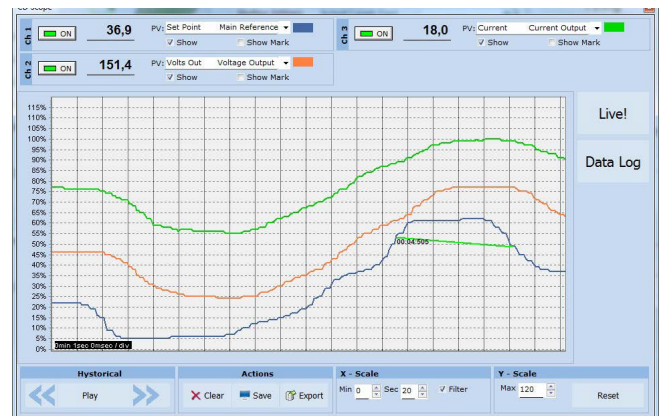 CD Scope
Ch 1 ON 36,9 PV: Set Point Main Reference
Show Show Mark
Ch 3 ON 18,0 PV: Current Current Output
Show Show Mark
Ch 2 ON 151,4 PV: Volts Out Voltage Output
Show Show Mark
115%
110%
105%
100%
95%
90%
85%
80%
75%
70%
65%
60%
55%
50%
45%
40%
35%
30%
25%
20%
15%
10%
5%
0%
00:04:505
0min 1sec 0msec / div
Live!
Data Log
Hystorical
Play
Actions
Clear Save Export
X - Scale
Min 0 Sec 20 Filter
Y - Scale
Max 120 Reset